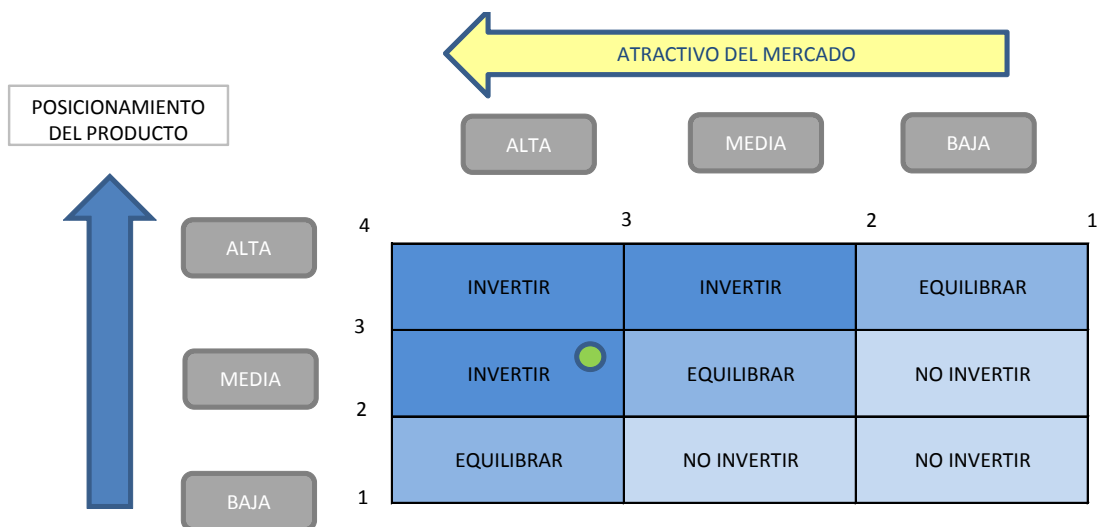 ATRACTIVO DEL MERCADO
POSICIONAMIENTO
DEL PRODUCTO
ALTA
MEDIA
BAJA
4
3
2
1
ALTA
INVERTIR
INVERTIR
EQUILIBRAR
3
MEDIA
INVERTIR
EQUILIBRAR
NO INVERTIR
2
EQUILIBRAR
NO INVERTIR
NO INVERTIR
BAJA
1